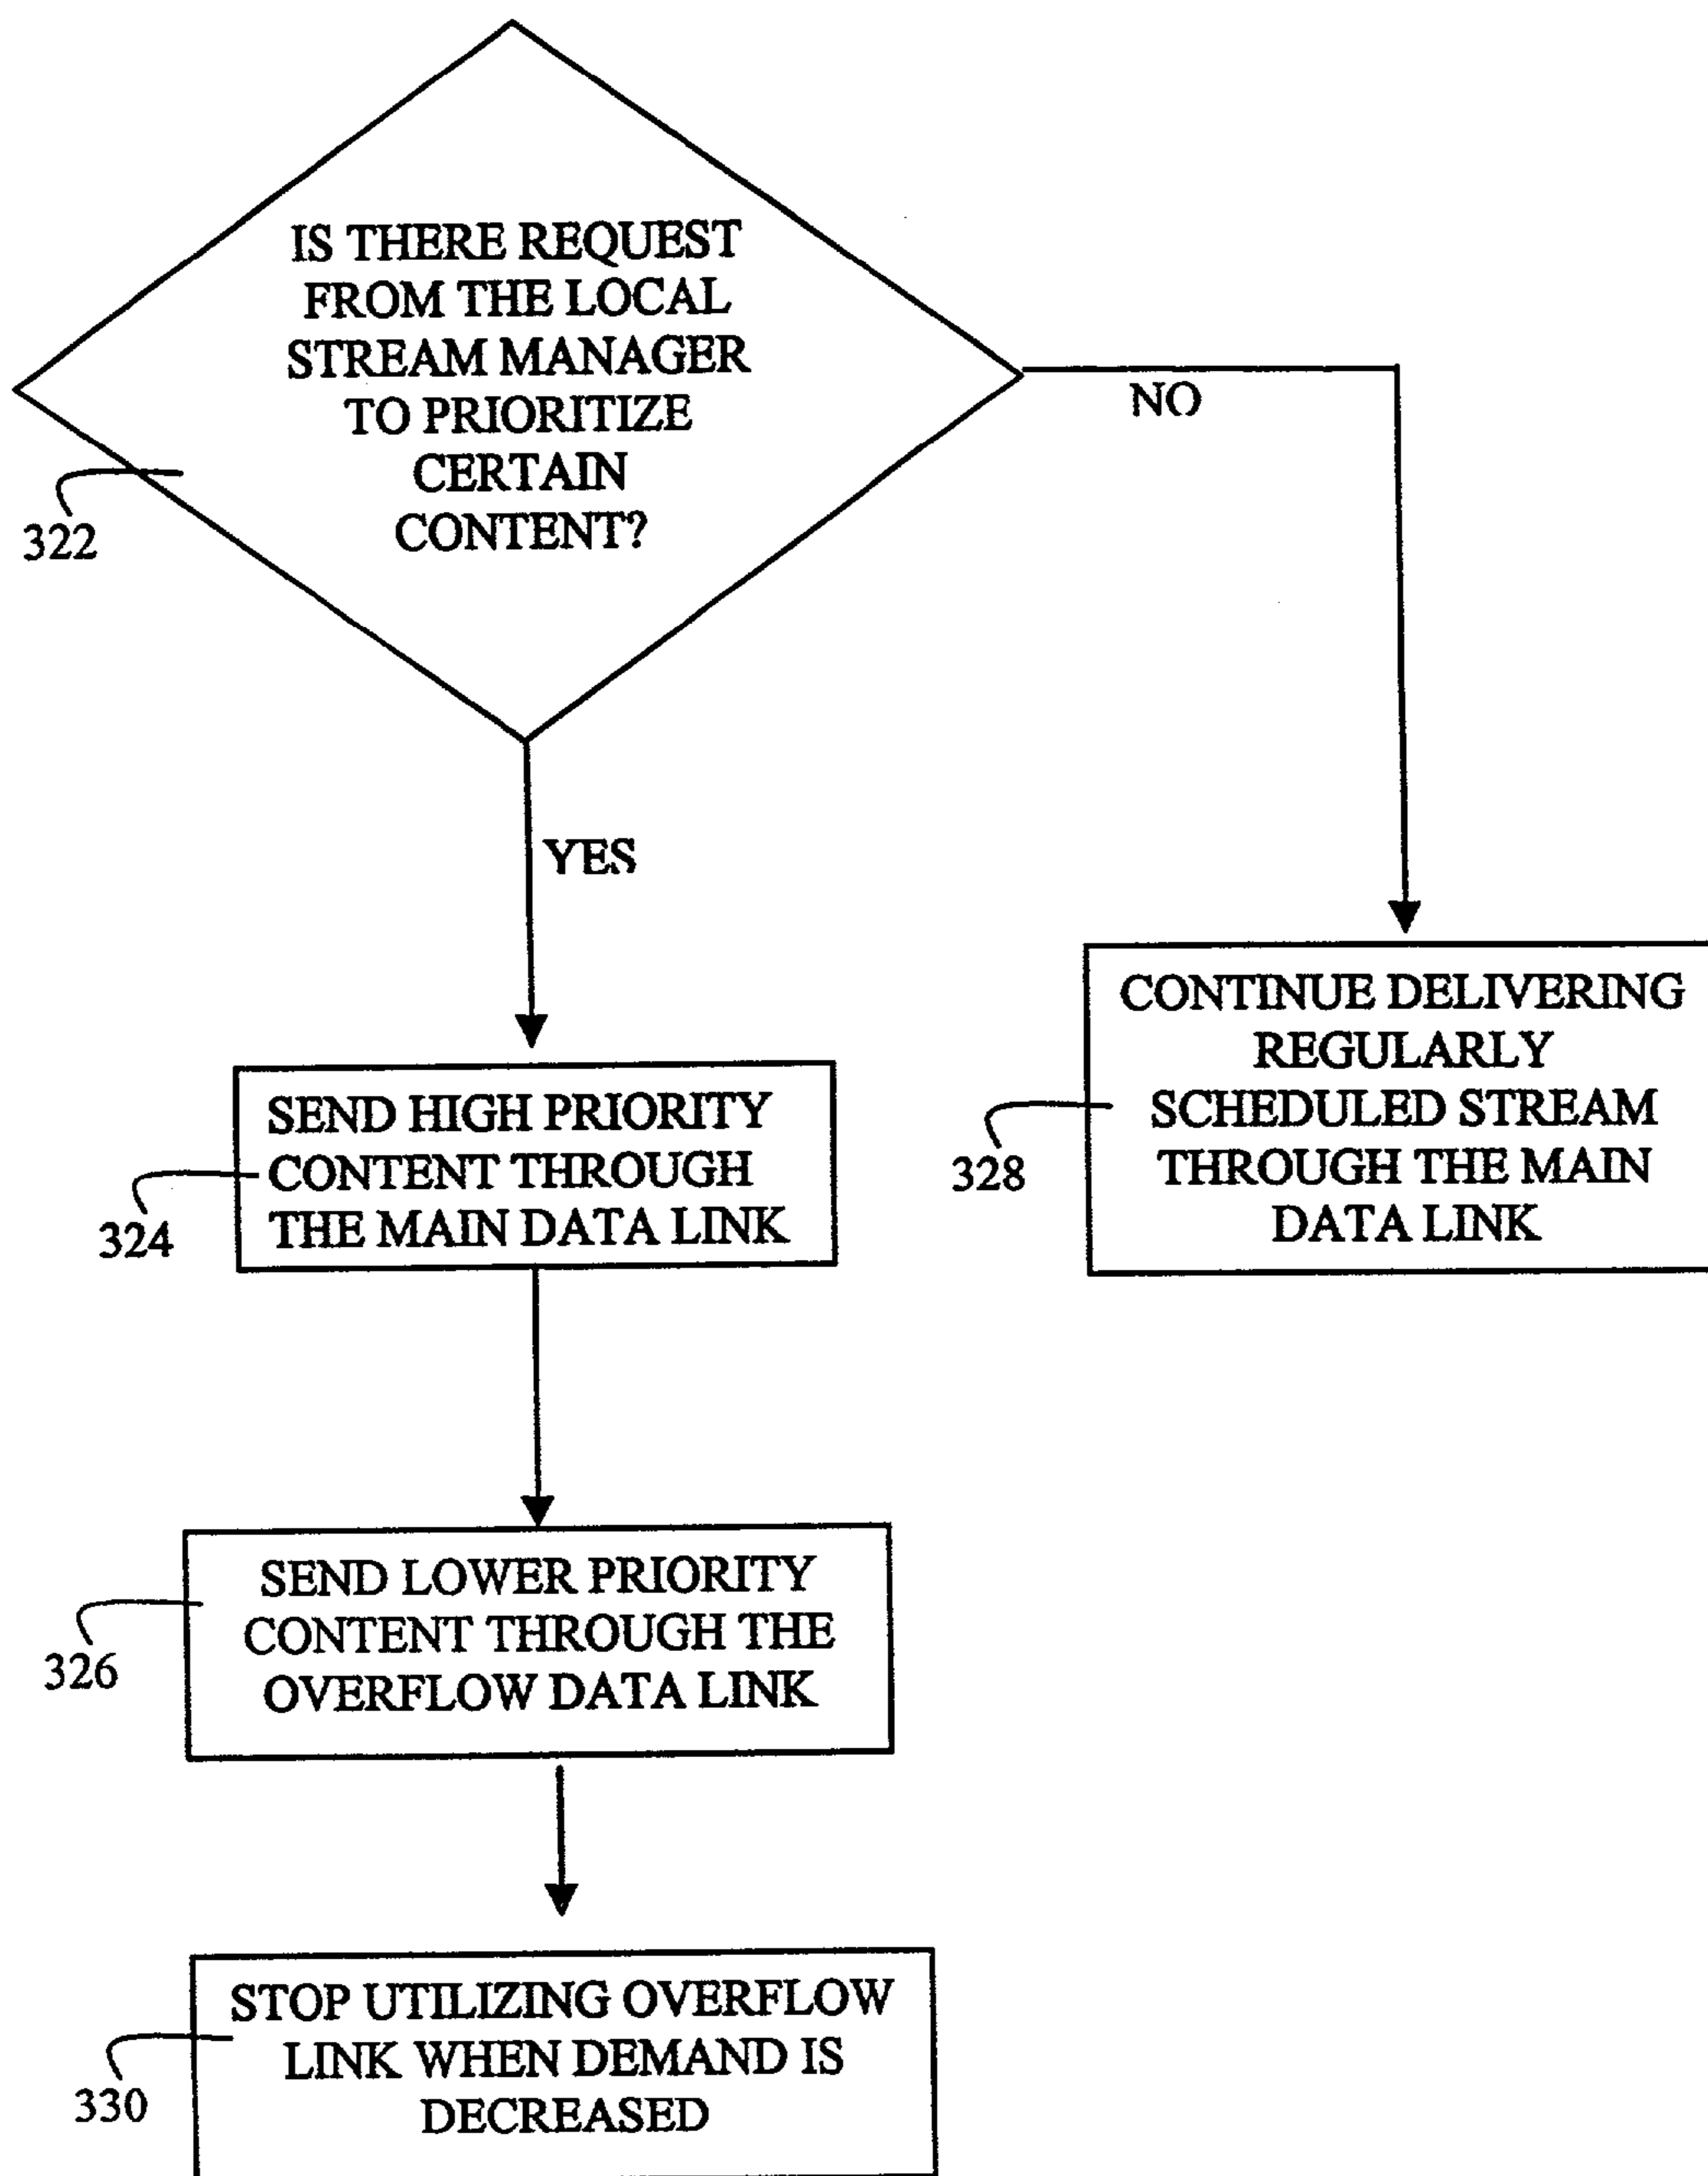 IS THERE REQUEST
FROM THE LOCAL
STREAM MANAGER
TO PRIORITIZE
CERTAIN
CONTENT?
322
NO
YES
SEND HIGH PRIORITY
CONTENT THROUGH
THE MAIN DATA LINK
324
CONTINUE DELIVERING
REGULARLY
SCHEDULED STREAM
THROUGH THE MAIN
DATA LINK
328
SEND LOWER PRIORITY
CONTENT THROUGH THE
OVERFLOW DATA LINK
326
STOP UTILIZING OVERFLOW
LINK WHEN DEMAND IS
DECREASED
330